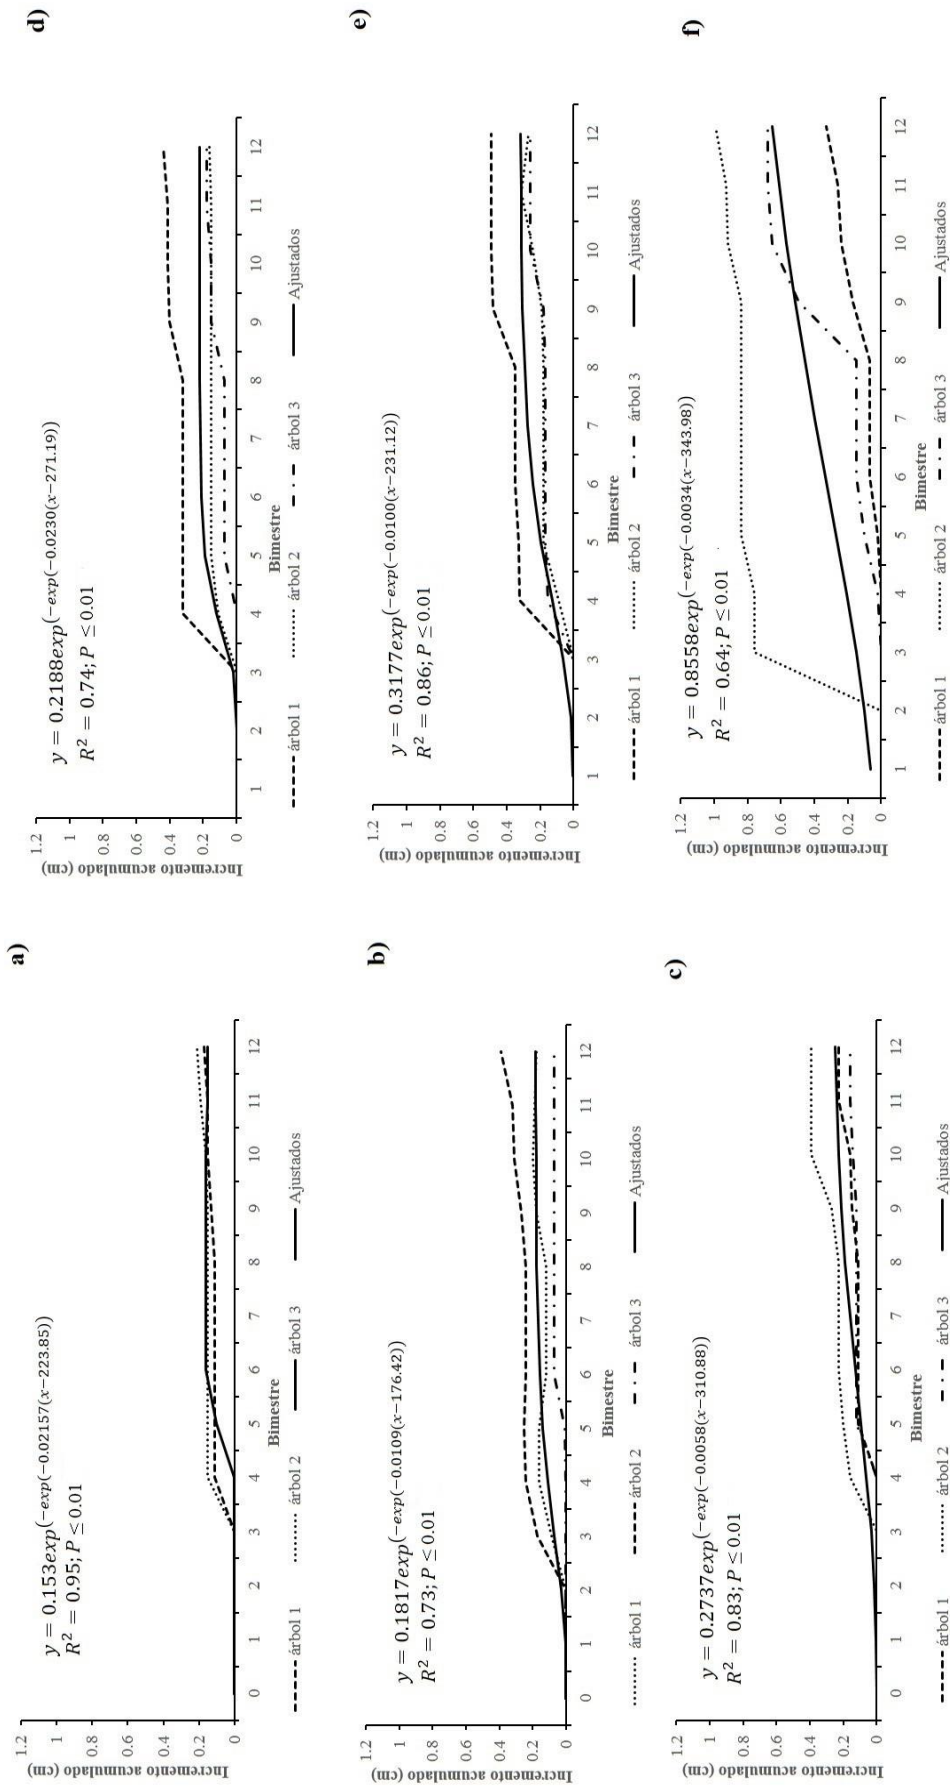 a)
y = 0.153exp(−exp(−0.02157(x−223.85))
R² = 0.95; P ≤ 0.01
Incremento acumulado (cm)
1.2
1
0.8
0.6
0.4
0.2
0
0 1 2 3 4 5 6 7 8 9 10 11 12
Bimestre
árbol 1 árbol 2 árbol 3 Ajustados
b)
y = 0.1817exp(−exp(−0.0109(x−176.42))
R² = 0.73; P ≤ 0.01
Incremento acumulado (cm)
1.2
1
0.8
0.6
0.4
0.2
0
0 1 2 3 4 5 6 7 8 9 10 11 12
Bimestre
árbol 1 árbol 2 árbol 3 Ajustados
c)
y = 0.2737exp(−exp(−0.0058(x−310.88))
R² = 0.83; P ≤ 0.01
Incremento acumulado (cm)
1.2
1
0.8
0.6
0.4
0.2
0
0 1 2 3 4 5 6 7 8 9 10 11 12
Bimestre
árbol 1 árbol 2 árbol 3 Ajustados
d)
y = 0.2188exp(−exp(−0.0230(x−271.19))
R² = 0.74; P ≤ 0.01
Incremento acumulado (cm)
1.2
1
0.8
0.6
0.4
0.2
0
1 2 3 4 5 6 7 8 9 10 11 12
Bimestre
árbol 1 árbol 2 árbol 3 Ajustados
e)
y = 0.3177exp(−exp(−0.0100(x−231.12))
R² = 0.86; P ≤ 0.01
Incremento acumulado (cm)
1.2
1
0.8
0.6
0.4
0.2
0
1 2 3 4 5 6 7 8 9 10 11 12
Bimestre
árbol 1 árbol 2 árbol 3 Ajustados
f)
y = 0.8558exp(−exp(−0.0034(x−343.98))
R² = 0.64; P ≤ 0.01
Incremento acumulado (cm)
1.2
1
0.8
0.6
0.4
0.2
0
1 2 3 4 5 6 7 8 9 10 11 12
Bimestre
árbol 1 árbol 2 árbol 3 Ajustados